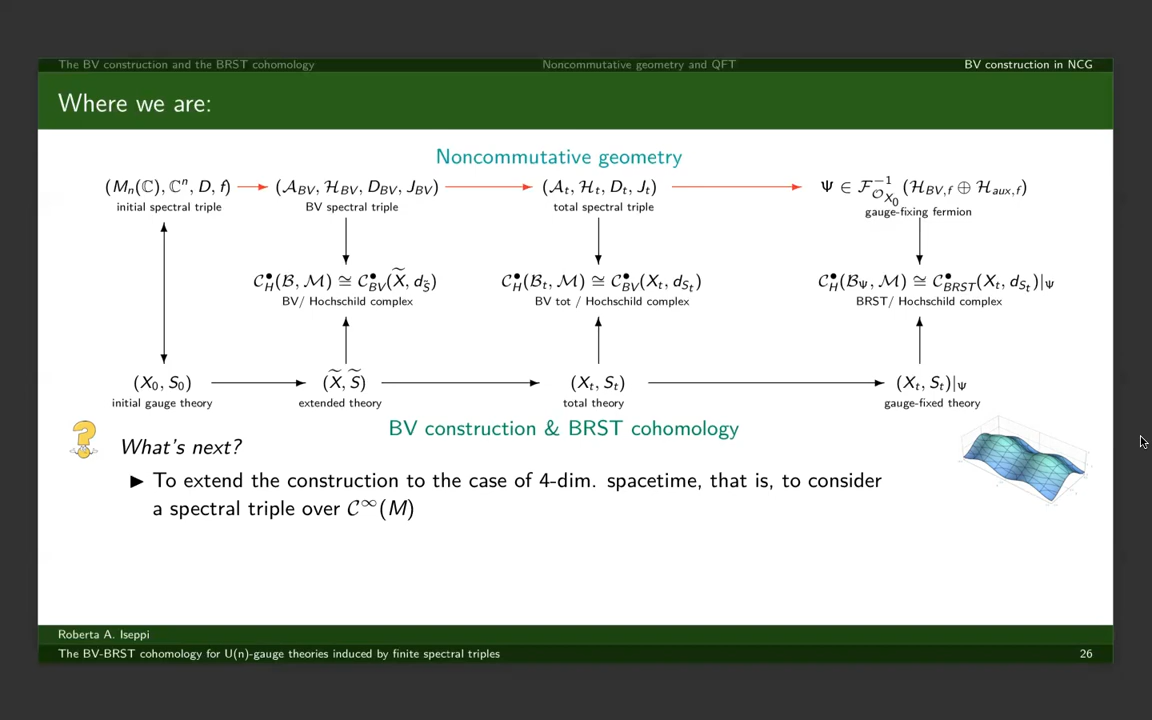 The BV construction and the BRST cohomology Noncommutative geometry and QFT BV construction in NCG
Where we are:
Noncommutative geometry
(Mₙ(ℂ), ℂⁿ, D, f) → (𝒜_BV, ℋ_BV, D_BV, J_BV) → (𝒜_t, ℋ_t, D_t, J_t) → Ψ ∈ ℱ⁻¹_{𝒪_{X₀}} (ℋ_{BV,f} ⊕ ℋ_{aux,f})
initial spectral triple BV spectral triple total spectral triple gauge-fixing fermion
𝒞•_H(ℬ, ℳ) ≅ 𝒞•_BV(X̃, d_S̃) 𝒞•_H(ℬ_t, ℳ) ≅ 𝒞•_BV(X_t, d_{S_t}) 𝒞•_H(ℬ_Ψ, ℳ) ≅ 𝒞•_BRST(X_t, d_{S_t})|_Ψ
BV/ Hochschild complex BV tot / Hochschild complex BRST/ Hochschild complex
(X₀, S₀) (X̃, S̃) (X_t, S_t) (X_t, S_t)|_Ψ
initial gauge theory extended theory total theory gauge-fixed theory
BV construction & BRST cohomology
What's next?
▶ To extend the construction to the case of 4-dim. spacetime, that is, to consider
a spectral triple over 𝒞^∞(M)
Roberta A. Iseppi
The BV-BRST cohomology for U(n)-gauge theories induced by finite spectral triples 26